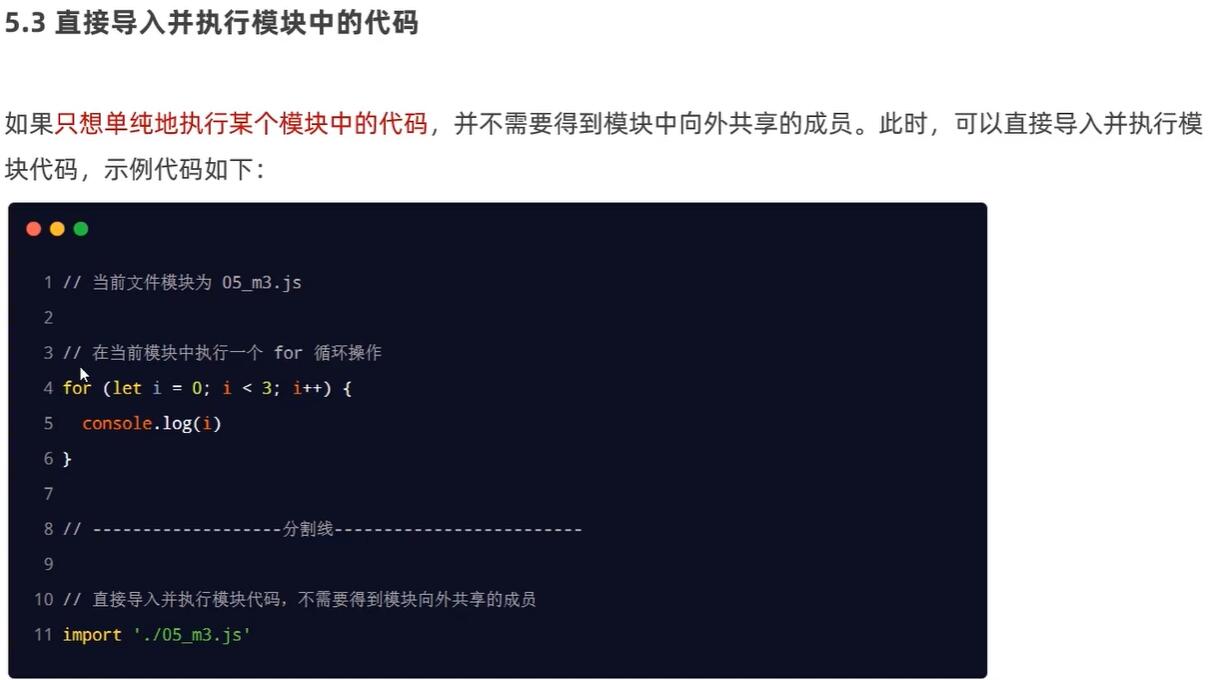 5.3 直接导入并执行模块中的代码
如果只想单纯地执行某个模块中的代码，并不需要得到模块中向外共享的成员。此时，可以直接导入并执行模
块代码，示例代码如下：
1 // 当前文件模块为 05_m3.js
2
3 // 在当前模块中执行一个 for 循环操作
4 for (let i = 0; i < 3; i++) {
5   console.log(i)
6 }
7
8 // -------------------分割线-------------------------
9
10 // 直接导入并执行模块代码，不需要得到模块向外共享的成员
11 import './05_m3.js'